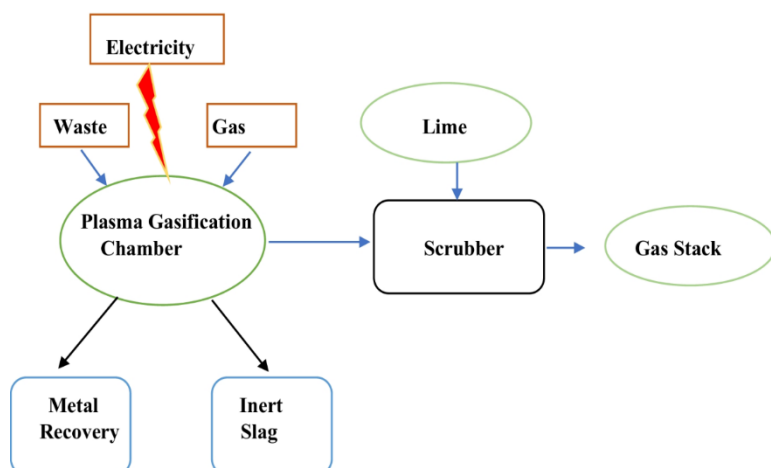 Electricity
Waste
Gas
Lime
Plasma Gasification
Chamber
Scrubber
Gas Stack
Metal
Recovery
Inert
Slag